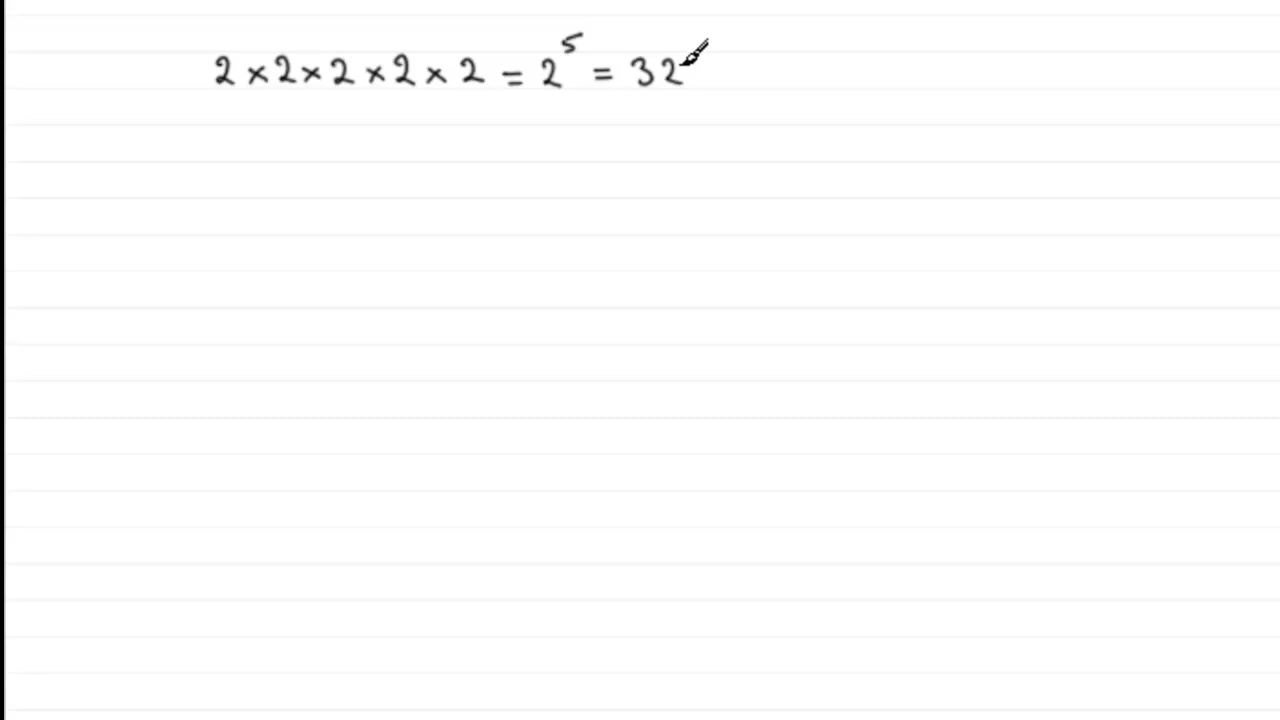 2 × 2 × 2 × 2 × 2 = 2⁵ = 32